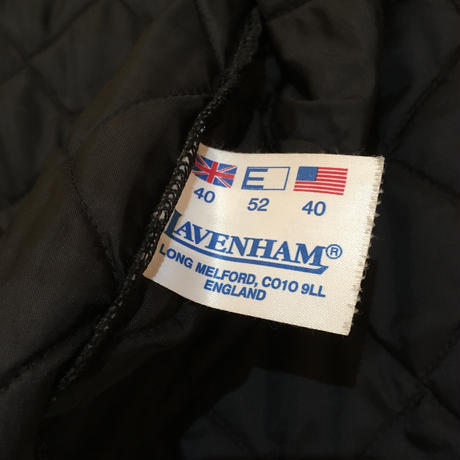 E
40 52 40
LAVENHAM®
LONG MELFORD, CO10 9LL
ENGLAND